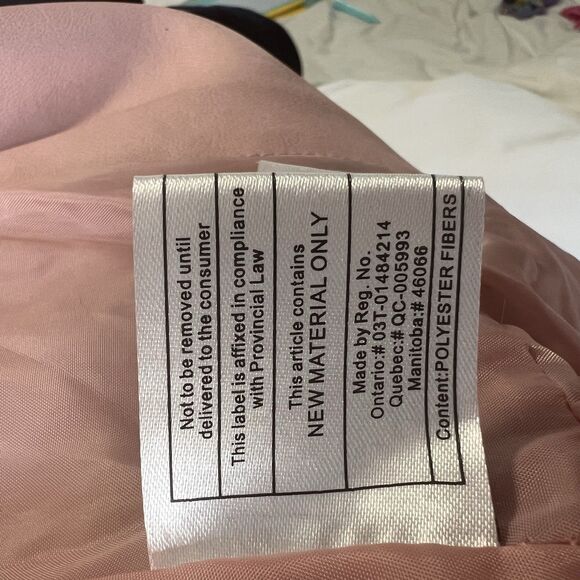 Not to be removed until
delivered to the consumer
This label is affixed in compliance
with Provincial Law
This article contains
NEW MATERIAL ONLY
Made by Reg. No.
Ontario:# 03T-01484214
Quebec:# QC-005993
Manitoba:# 46066
Content:POLYESTER FIBERS